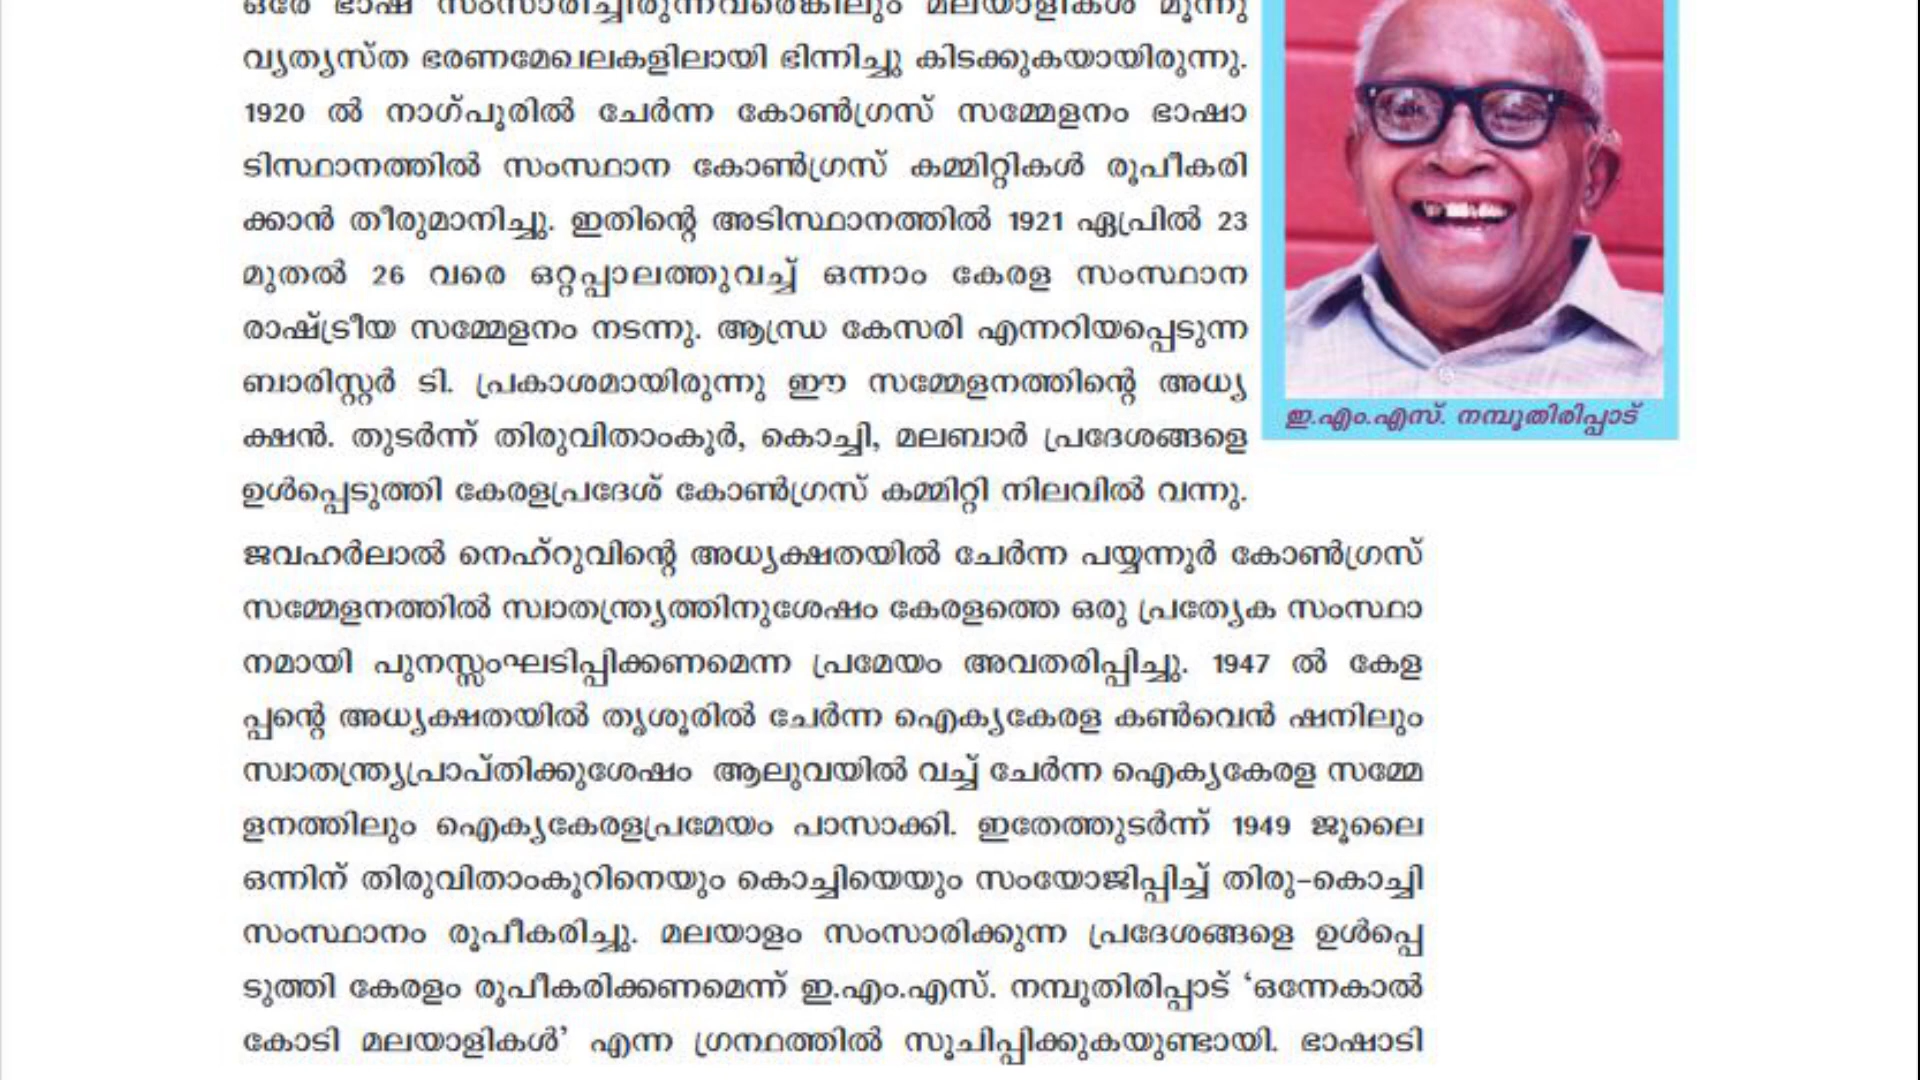 ഒരേ ഭാഷ സംസാരിച്ചിരുന്നവരെങ്കിലും മലയാളികൾ മൂന്നു
വ്യത്യസ്ത ഭരണമേഖലകളിലായി ഭിന്നിച്ചു കിടക്കുകയായിരുന്നു.
1920 ൽ നാഗ്പൂരിൽ ചേർന്ന കോൺഗ്രസ് സമ്മേളനം ഭാഷാ
ടിസ്ഥാനത്തിൽ സംസ്ഥാന കോൺഗ്രസ് കമ്മിറ്റികൾ രൂപീകരി
ക്കാൻ തീരുമാനിച്ചു. ഇതിന്റെ അടിസ്ഥാനത്തിൽ 1921 ഏപ്രിൽ 23
മുതൽ 26 വരെ ഒറ്റപ്പാലത്തുവച്ച് ഒന്നാം കേരള സംസ്ഥാന
രാഷ്ട്രീയ സമ്മേളനം നടന്നു. ആന്ധ്ര കേസരി എന്നറിയപ്പെടുന്ന
ബാരിസ്റ്റർ ടി. പ്രകാശമായിരുന്നു ഈ സമ്മേളനത്തിന്റെ അധ്യ
ക്ഷൻ. തുടർന്ന് തിരുവിതാംകൂർ, കൊച്ചി, മലബാർ പ്രദേശങ്ങളെ
ഉൾപ്പെടുത്തി കേരളപ്രദേശ് കോൺഗ്രസ് കമ്മിറ്റി നിലവിൽ വന്നു.
ഇ.എം.എസ്. നമ്പൂതിരിപ്പാട്
ജവഹർലാൽ നെഹ്റുവിന്റെ അധ്യക്ഷതയിൽ ചേർന്ന പയ്യന്നൂർ കോൺഗ്രസ്
സമ്മേളനത്തിൽ സ്വാതന്ത്ര്യത്തിനുശേഷം കേരളത്തെ ഒരു പ്രത്യേക സംസ്ഥാ
നമായി പുനസ്സംഘടിപ്പിക്കണമെന്ന പ്രമേയം അവതരിപ്പിച്ചു. 1947 ൽ കേള
പ്പന്റെ അധ്യക്ഷതയിൽ തൃശൂരിൽ ചേർന്ന ഐക്യകേരള കൺവെൻ ഷനിലും
സ്വാതന്ത്ര്യപ്രാപ്തിക്കുശേഷം ആലുവയിൽ വച്ച് ചേർന്ന ഐക്യകേരള സമ്മേ
ളനത്തിലും ഐക്യകേരളപ്രമേയം പാസാക്കി. ഇതേത്തുടർന്ന് 1949 ജൂലൈ
ഒന്നിന് തിരുവിതാംകൂറിനെയും കൊച്ചിയെയും സംയോജിപ്പിച്ച് തിരു-കൊച്ചി
സംസ്ഥാനം രൂപീകരിച്ചു. മലയാളം സംസാരിക്കുന്ന പ്രദേശങ്ങളെ ഉൾപ്പെ
ടുത്തി കേരളം രൂപീകരിക്കണമെന്ന് ഇ.എം.എസ്. നമ്പൂതിരിപ്പാട് ‘ഒന്നേകാൽ
കോടി മലയാളികൾ’ എന്ന ഗ്രന്ഥത്തിൽ സൂചിപ്പിക്കുകയുണ്ടായി. ഭാഷാടി